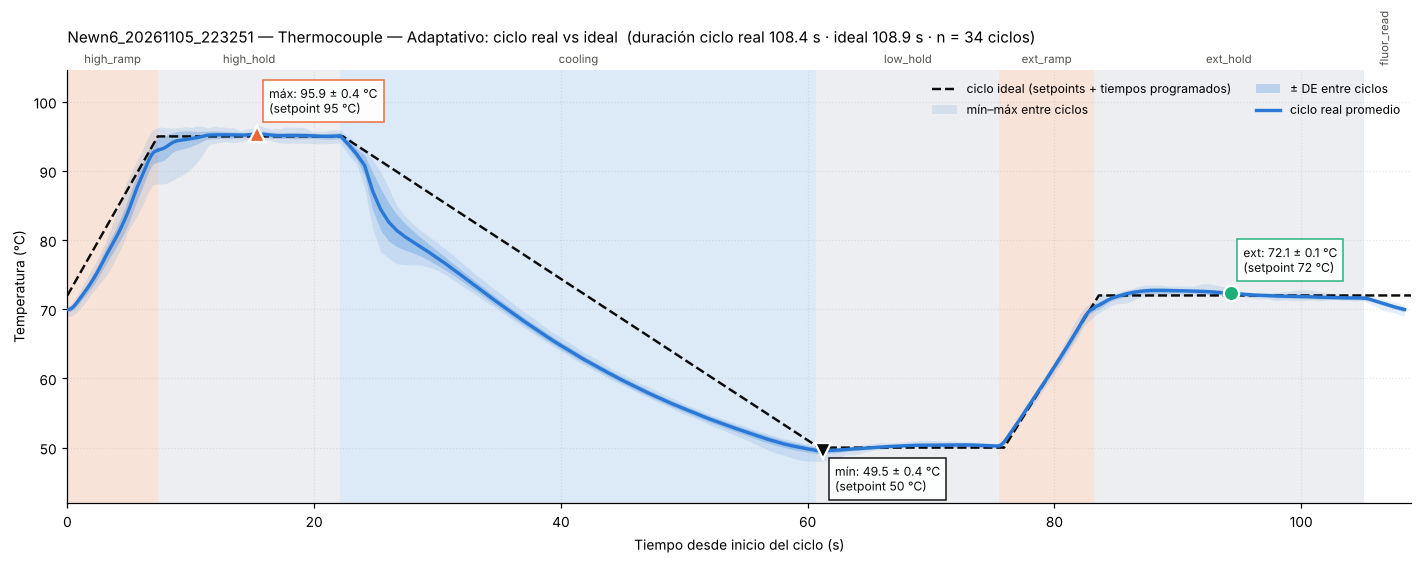 Newn6_20261105_223251 — Thermocouple — Adaptativo: ciclo real vs ideal  (duración ciclo real 108.4 s · ideal 108.9 s · n = 34 ciclos)
high_ramp
high_hold
cooling
low_hold
ext_ramp
ext_hold
fluor_read
máx: 95.9 ± 0.4 °C
(setpoint 95 °C)
ciclo ideal (setpoints + tiempos programados)
mín–máx entre ciclos
± DE entre ciclos
ciclo real promedio
ext: 72.1 ± 0.1 °C
(setpoint 72 °C)
mín: 49.5 ± 0.4 °C
(setpoint 50 °C)
Temperatura (°C)
100
90
80
70
60
50
0
20
40
60
80
100
Tiempo desde inicio del ciclo (s)